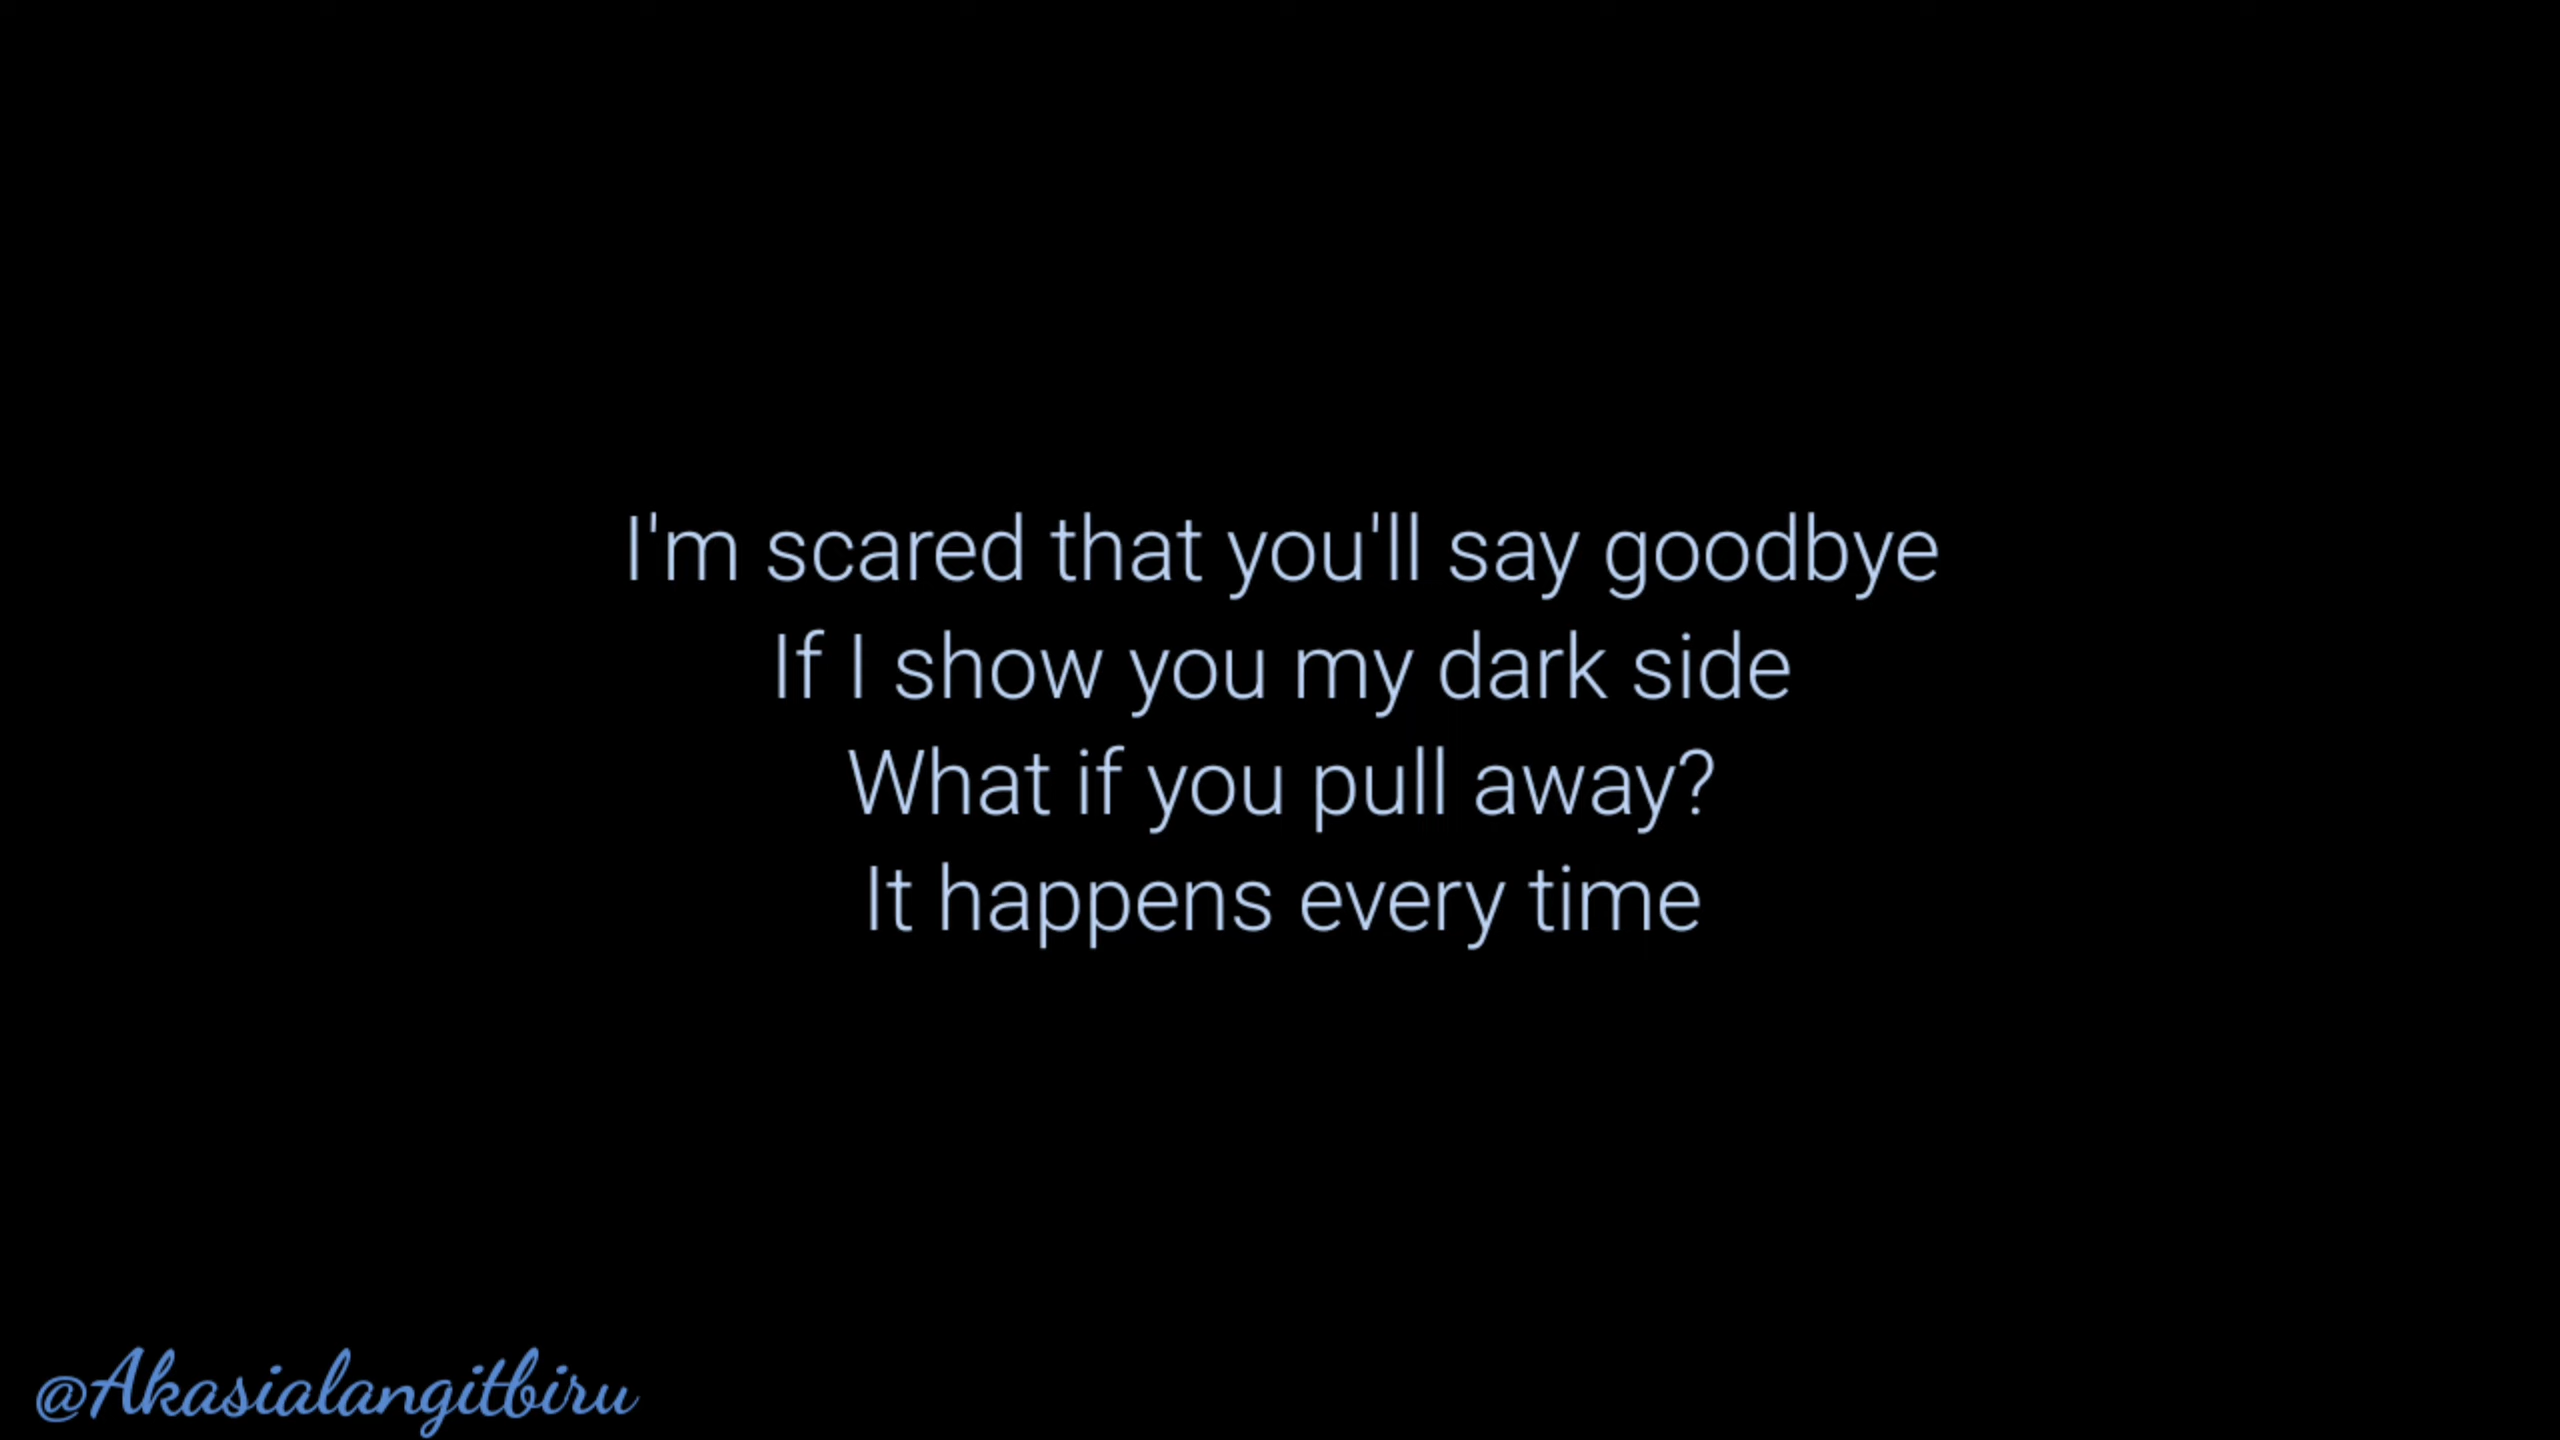 I'm scared that you'll say goodbye
If I show you my dark side
What if you pull away?
It happens every time
@Akasialangitbiru